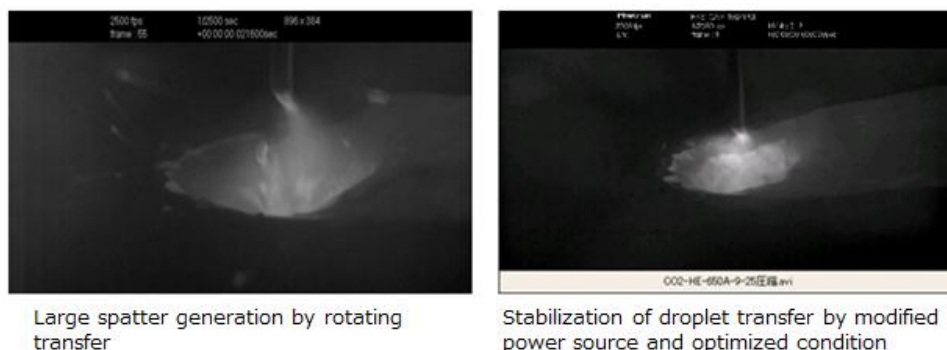 2500 fps 1/2500 sec 896 x 384
frame : 55 +00:00:00.021600sec
Photron
CO2-HE-650A-9-25圧縮.avi
Large spatter generation by rotating
transfer
Stabilization of droplet transfer by modified
power source and optimized condition